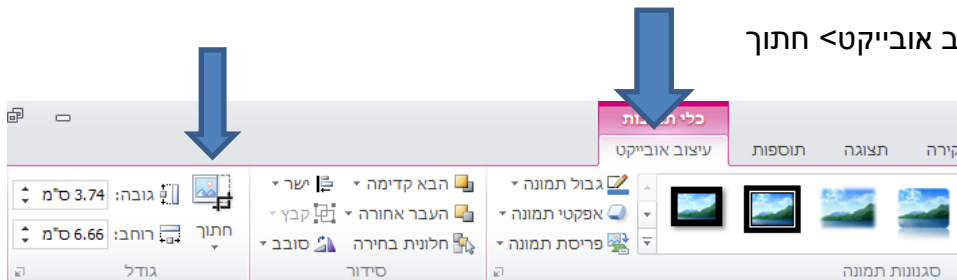 ב אובייקט> חתוך
כלי תמונות
קירה תצוגה תוספות עיצוב אובייקט
גבול תמונה הבא קדימה ישר גובה: 3.74 ס"מ
אפקטי תמונה העבר אחורה קבץ חתוך רוחב: 6.66 ס"מ
פריסת תמונה חלונית בחירה סובב
סגנונות תמונה סידור גודל